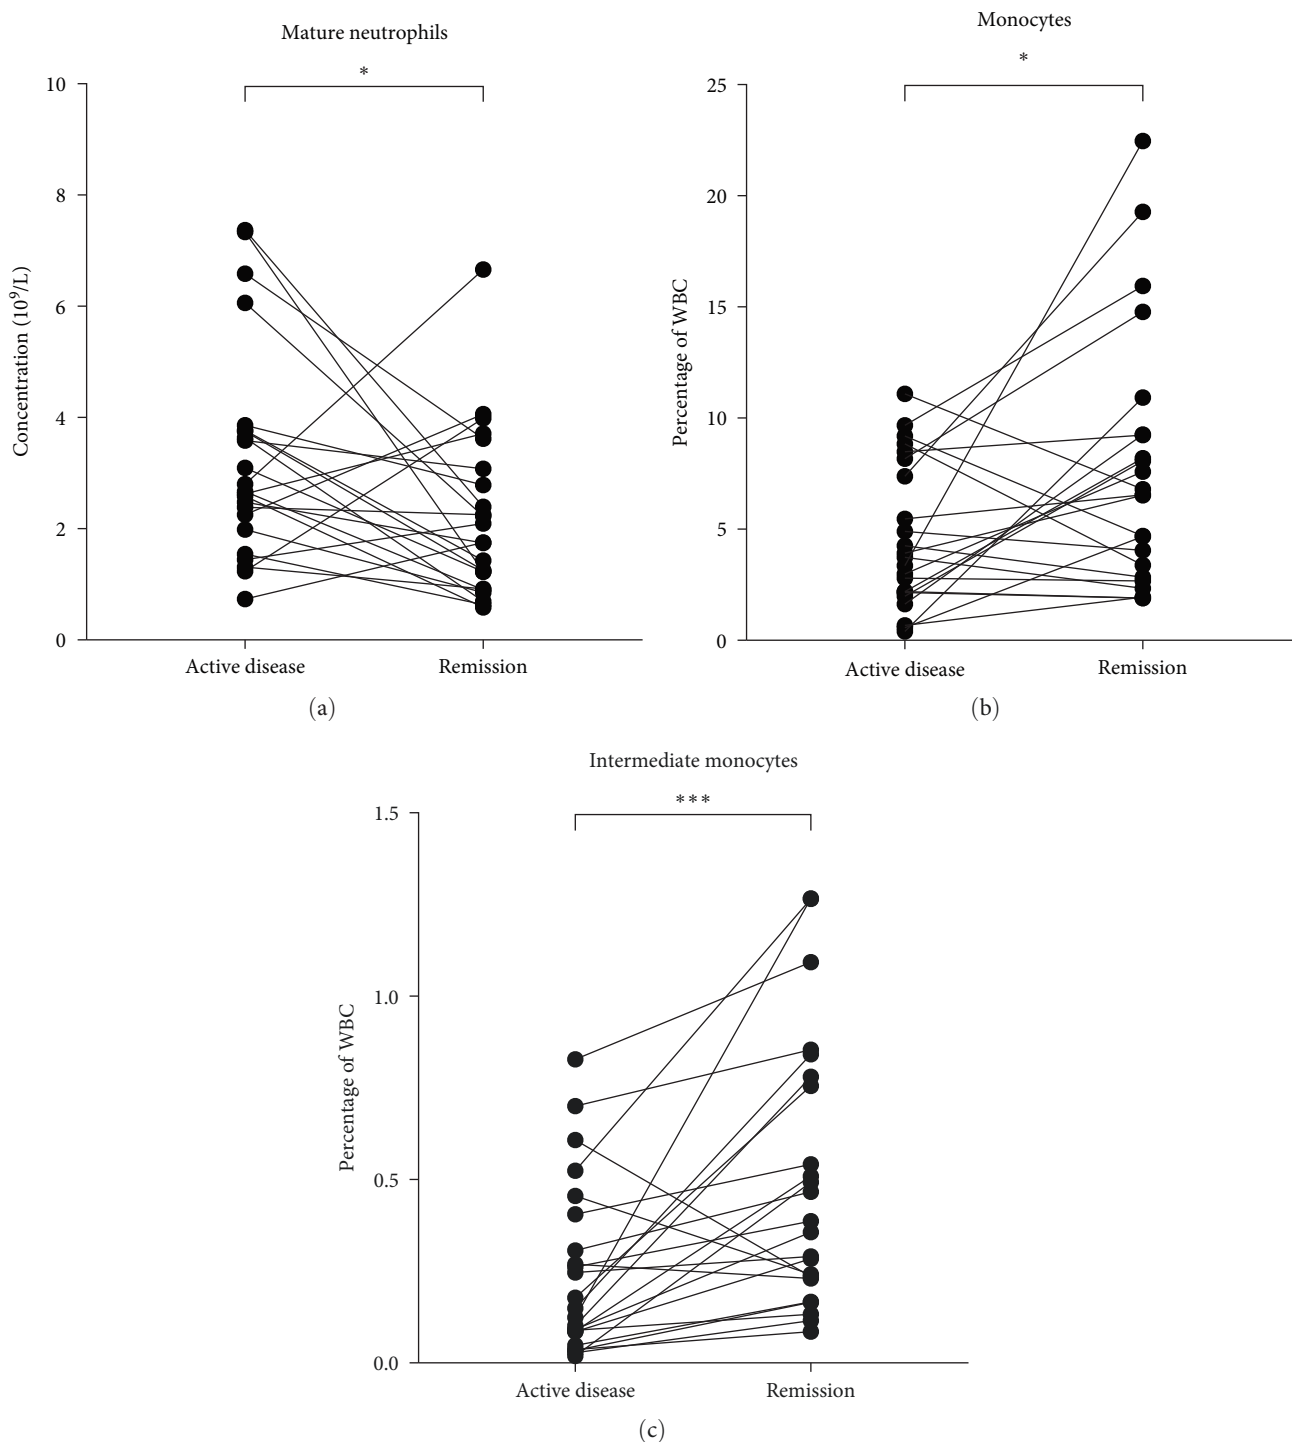 Mature neutrophils
*
Concentration (10⁹/L)
10
8
6
4
2
0
Active disease
Remission
(a)
Monocytes
*
Percentage of WBC
25
20
15
10
5
0
Active disease
Remission
(b)
Intermediate monocytes
***
Percentage of WBC
1.5
1.0
0.5
0.0
Active disease
Remission
(c)